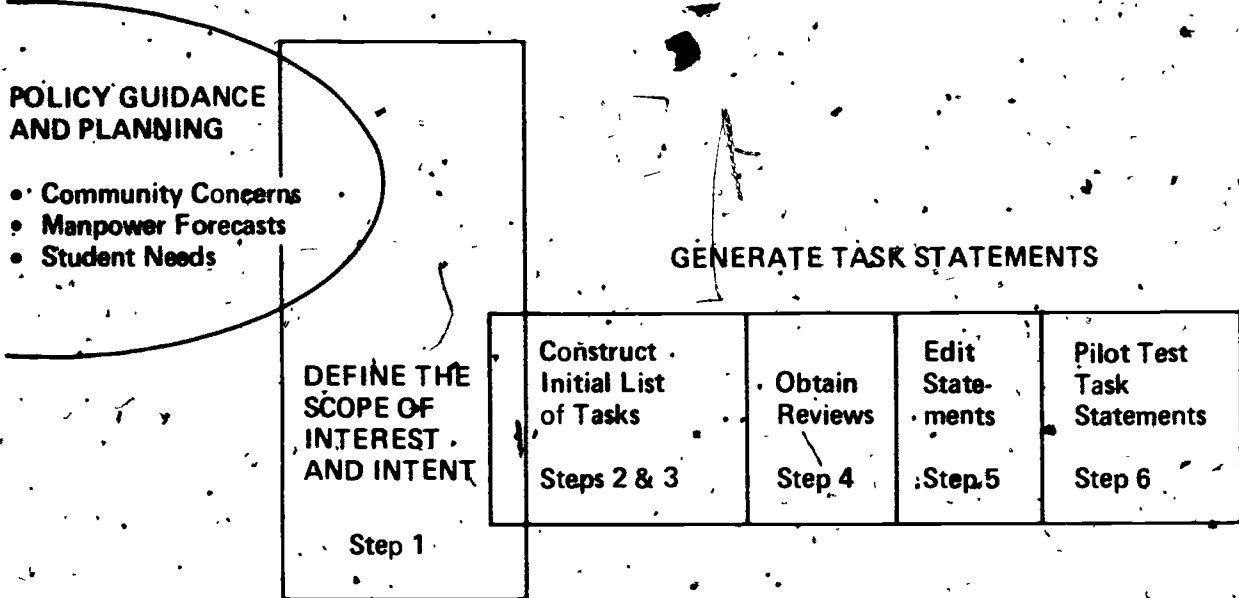 POLICY GUIDANCE
AND PLANNING
• Community Concerns
• Manpower Forecasts
• Student Needs
GENERATE TASK STATEMENTS
DEFINE THE
SCOPE OF
INTEREST
AND INTENT
Step 1
Construct
Initial List
of Tasks
Steps 2 & 3
Obtain
Reviews
Step 4
Edit
State-
ments
Step 5
Pilot Test
Task
Statements
Step 6